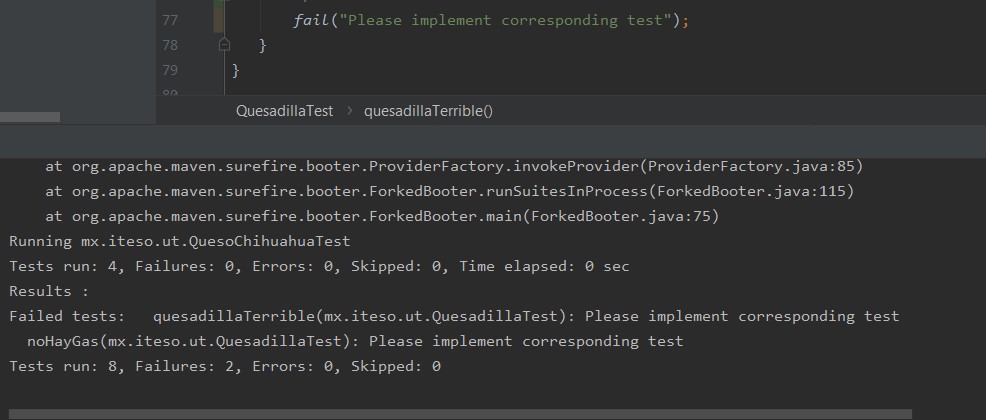 77 fail("Please implement corresponding test");
78 }
79 }
80
QuesadillaTest > quesadillaTerrible()
at org.apache.maven.surefire.booter.ProviderFactory.invokeProvider(ProviderFactory.java:85)
at org.apache.maven.surefire.booter.ForkedBooter.runSuitesInProcess(ForkedBooter.java:115)
at org.apache.maven.surefire.booter.ForkedBooter.main(ForkedBooter.java:75)
Running mx.iteso.ut.QuesoChihuahuaTest
Tests run: 4, Failures: 0, Errors: 0, Skipped: 0, Time elapsed: 0 sec
Results :
Failed tests:   quesadillaTerrible(mx.iteso.ut.QuesadillaTest): Please implement corresponding test
noHayGas(mx.iteso.ut.QuesadillaTest): Please implement corresponding test
Tests run: 8, Failures: 2, Errors: 0, Skipped: 0